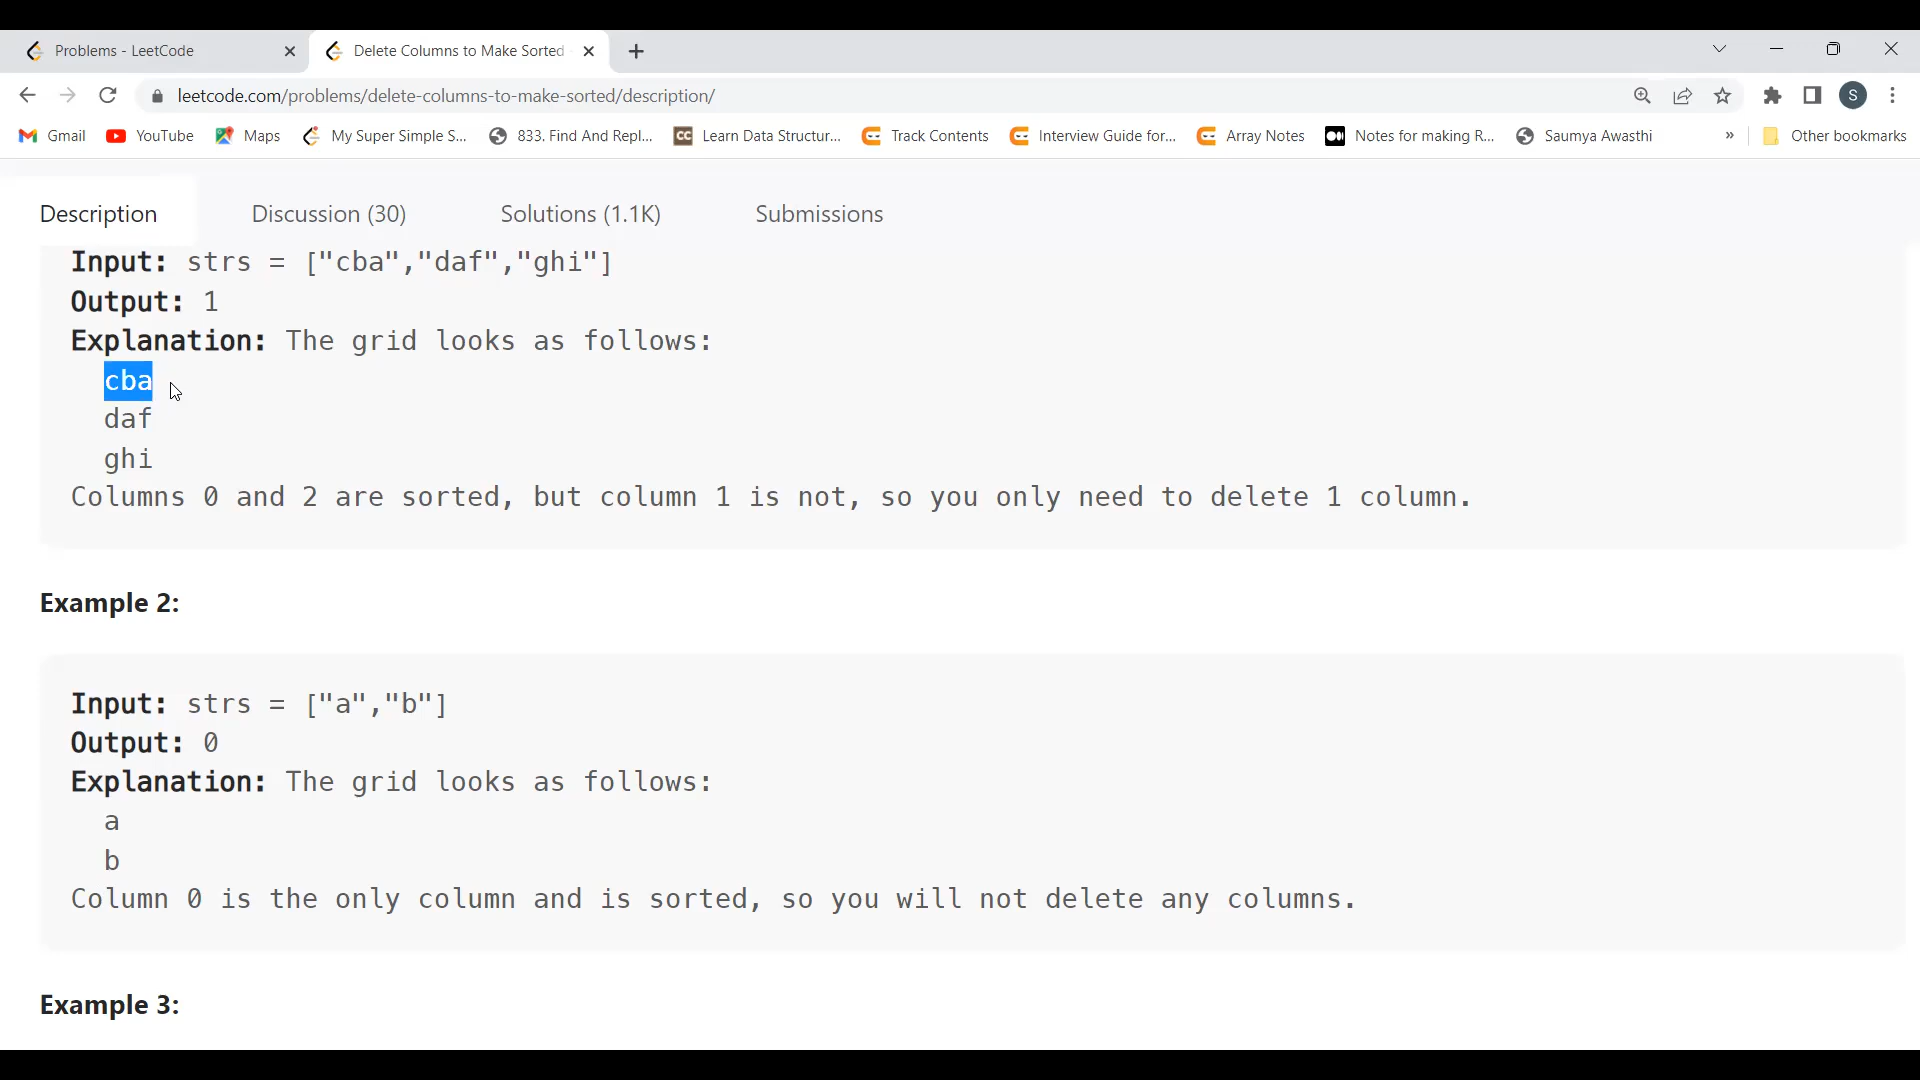 Problems - LeetCode
Delete Columns to Make Sorted
leetcode.com/problems/delete-columns-to-make-sorted/description/
S
Gmail YouTube Maps My Super Simple S... 833. Find And Repl... CC Learn Data Structur... Track Contents Interview Guide for... Array Notes Notes for making R... Saumya Awasthi » Other bookmarks
Description Discussion (30) Solutions (1.1K) Submissions
Input: strs = ["cba","daf","ghi"]
Output: 1
Explanation: The grid looks as follows:
cba
daf
ghi
Columns 0 and 2 are sorted, but column 1 is not, so you only need to delete 1 column.
Example 2:
Input: strs = ["a","b"]
Output: 0
Explanation: The grid looks as follows:
a
b
Column 0 is the only column and is sorted, so you will not delete any columns.
Example 3: